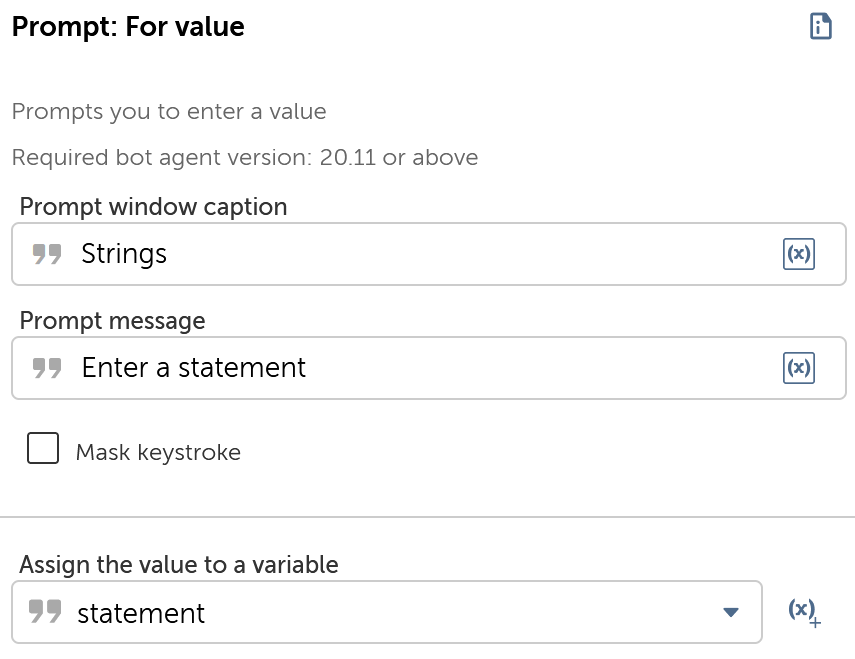 Prompt: For value
Prompts you to enter a value
Required bot agent version: 20.11 or above
Prompt window caption
Strings
(x)
Prompt message
Enter a statement
(x)
Mask keystroke
Assign the value to a variable
statement
(x)+